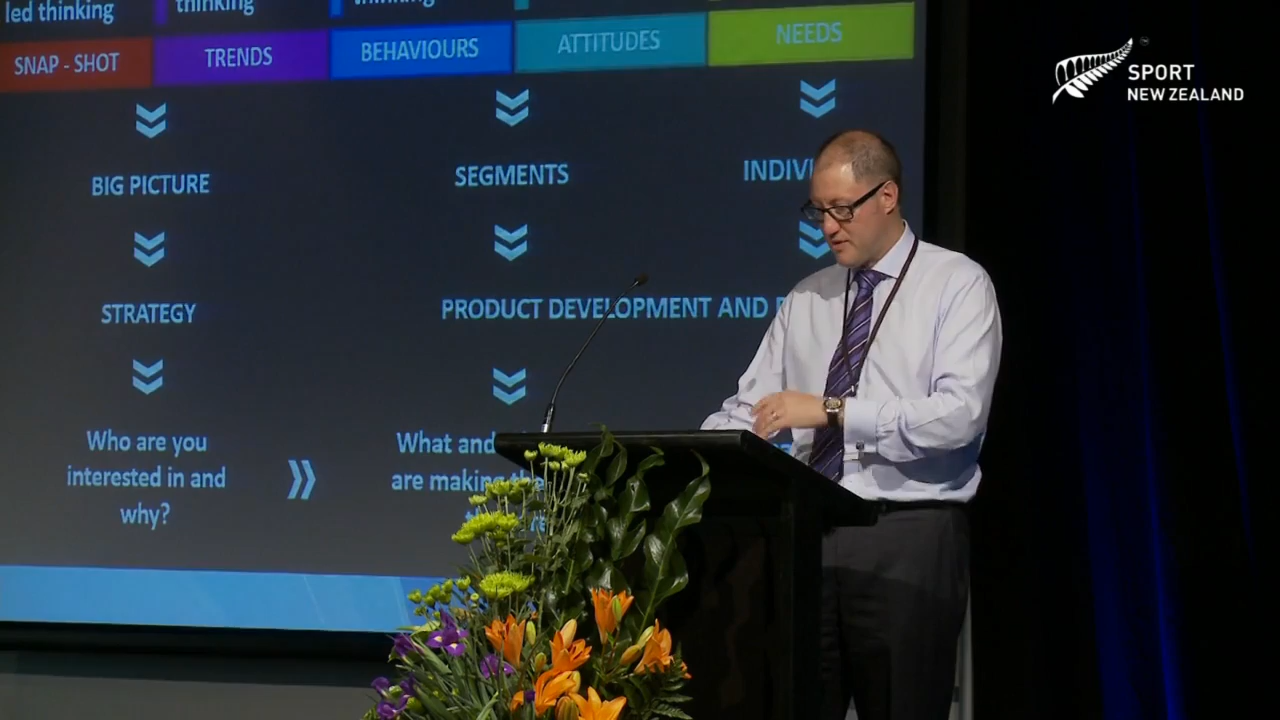 led thinking
thinking
thinking
SNAP - SHOT
TRENDS
BEHAVIOURS
ATTITUDES
NEEDS
SPORT
NEW ZEALAND
BIG PICTURE
SEGMENTS
STRATEGY
PRODUCT DEVELOPMENT AND
Who are you
interested in and
why?
What and
are making